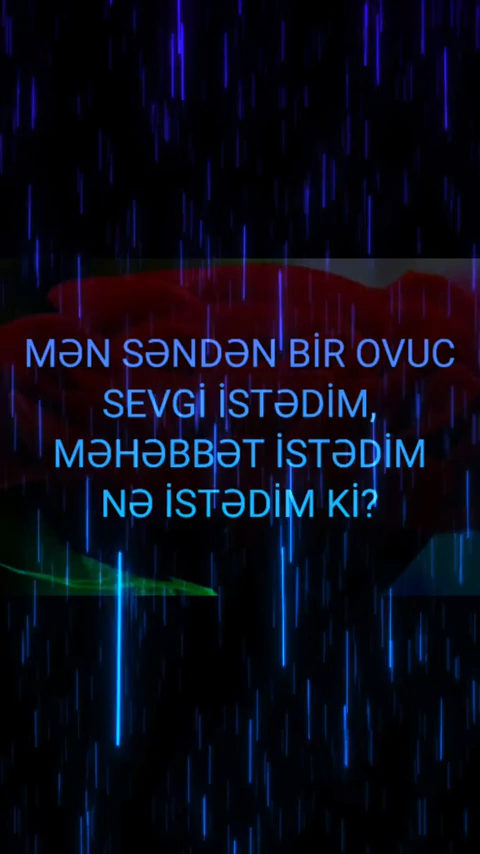 MƏN SƏNDƏN BİR OVUC
SEVGİ İSTƏDİM,
MƏHƏBBƏT İSTƏDİM
NƏ İSTƏDİM Kİ?